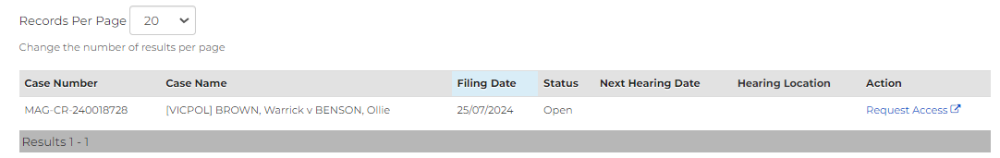 Records Per Page 20
Change the number of results per page
Case Number Case Name Filing Date Status Next Hearing Date Hearing Location Action
MAG-CR-240018728 [VICPOL] BROWN, Warrick v BENSON, Ollie 25/07/2024 Open Request Access
Results 1 - 1